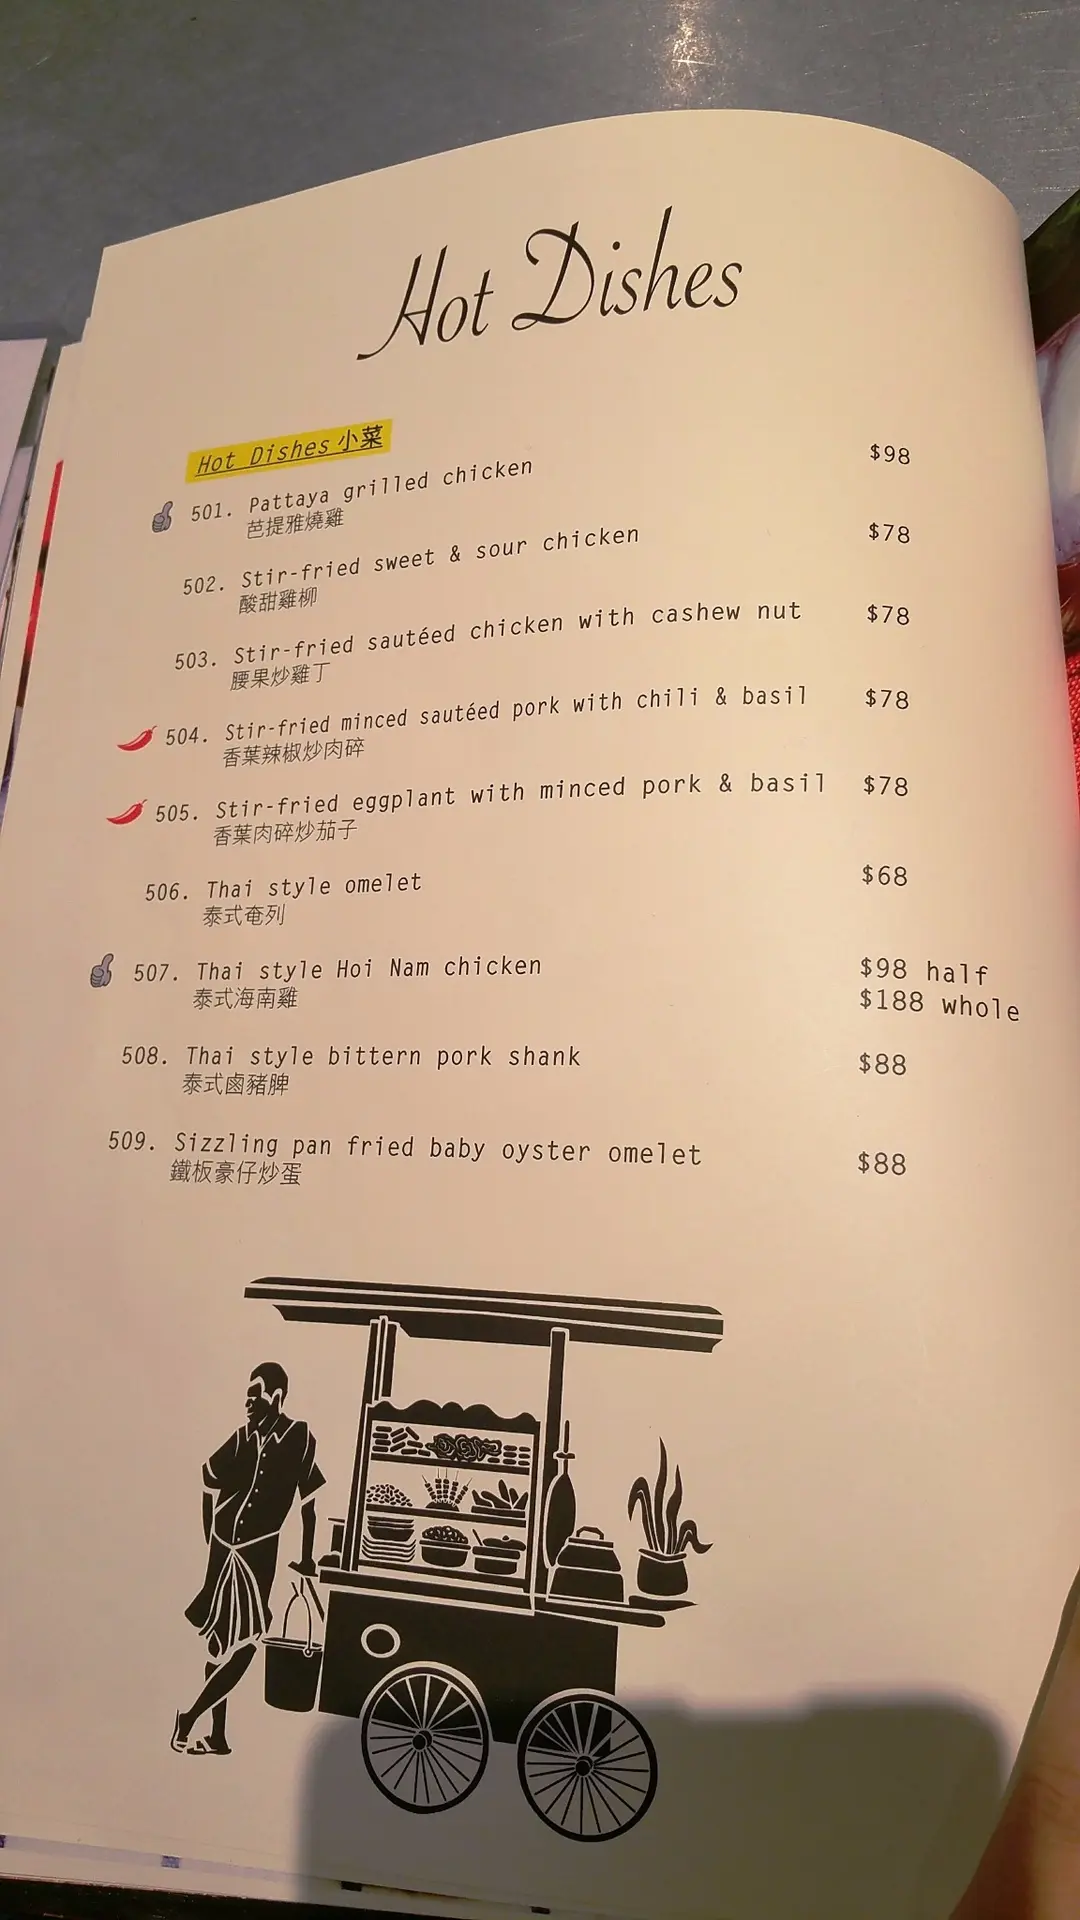 Hot Dishes
Hot Dishes 小菜
501. Pattaya grilled chicken $98
芭提雅燒雞
502. Stir-fried sweet & sour chicken $78
酸甜雞柳
503. Stir-fried sautéed chicken with cashew nut $78
腰果炒雞丁
504. Stir-fried minced sautéed pork with chili & basil $78
香葉辣椒炒肉碎
505. Stir-fried eggplant with minced pork & basil $78
香葉肉碎炒茄子
506. Thai style omelet $68
泰式奄列
507. Thai style Hoi Nam chicken $98 half
泰式海南雞 $188 whole
508. Thai style bittern pork shank $88
泰式鹵豬脾
509. Sizzling pan fried baby oyster omelet $88
鐵板豪仔炒蛋